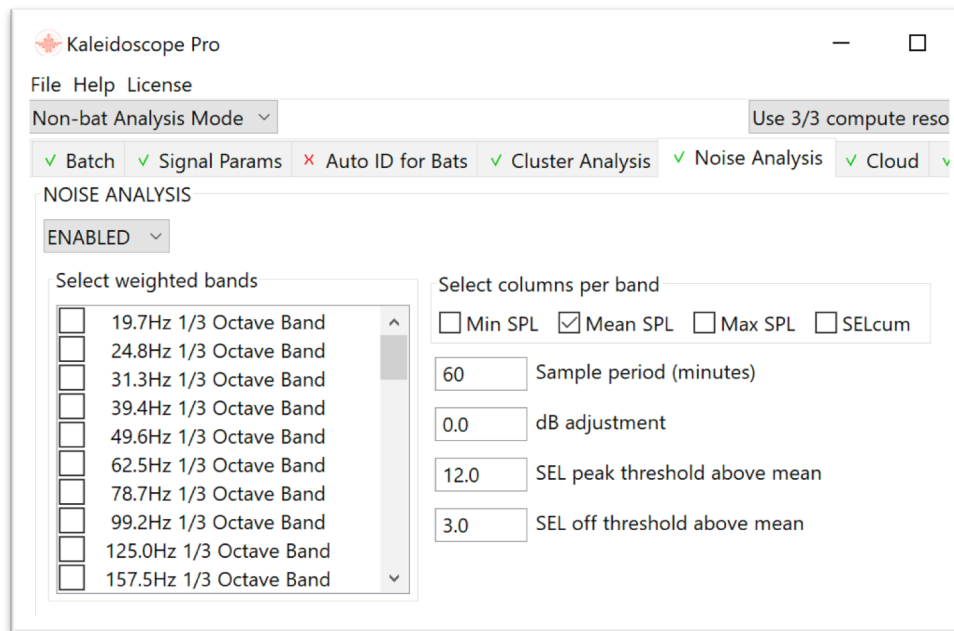 Kaleidoscope Pro
File Help License
Non-bat Analysis Mode
Use 3/3 compute reso
Batch
Signal Params
Auto ID for Bats
Cluster Analysis
Noise Analysis
Cloud
NOISE ANALYSIS
ENABLED
Select weighted bands
19.7Hz 1/3 Octave Band
24.8Hz 1/3 Octave Band
31.3Hz 1/3 Octave Band
39.4Hz 1/3 Octave Band
49.6Hz 1/3 Octave Band
62.5Hz 1/3 Octave Band
78.7Hz 1/3 Octave Band
99.2Hz 1/3 Octave Band
125.0Hz 1/3 Octave Band
157.5Hz 1/3 Octave Band
Select columns per band
Min SPL
Mean SPL
Max SPL
SELcum
60 Sample period (minutes)
0.0 dB adjustment
12.0 SEL peak threshold above mean
3.0 SEL off threshold above mean